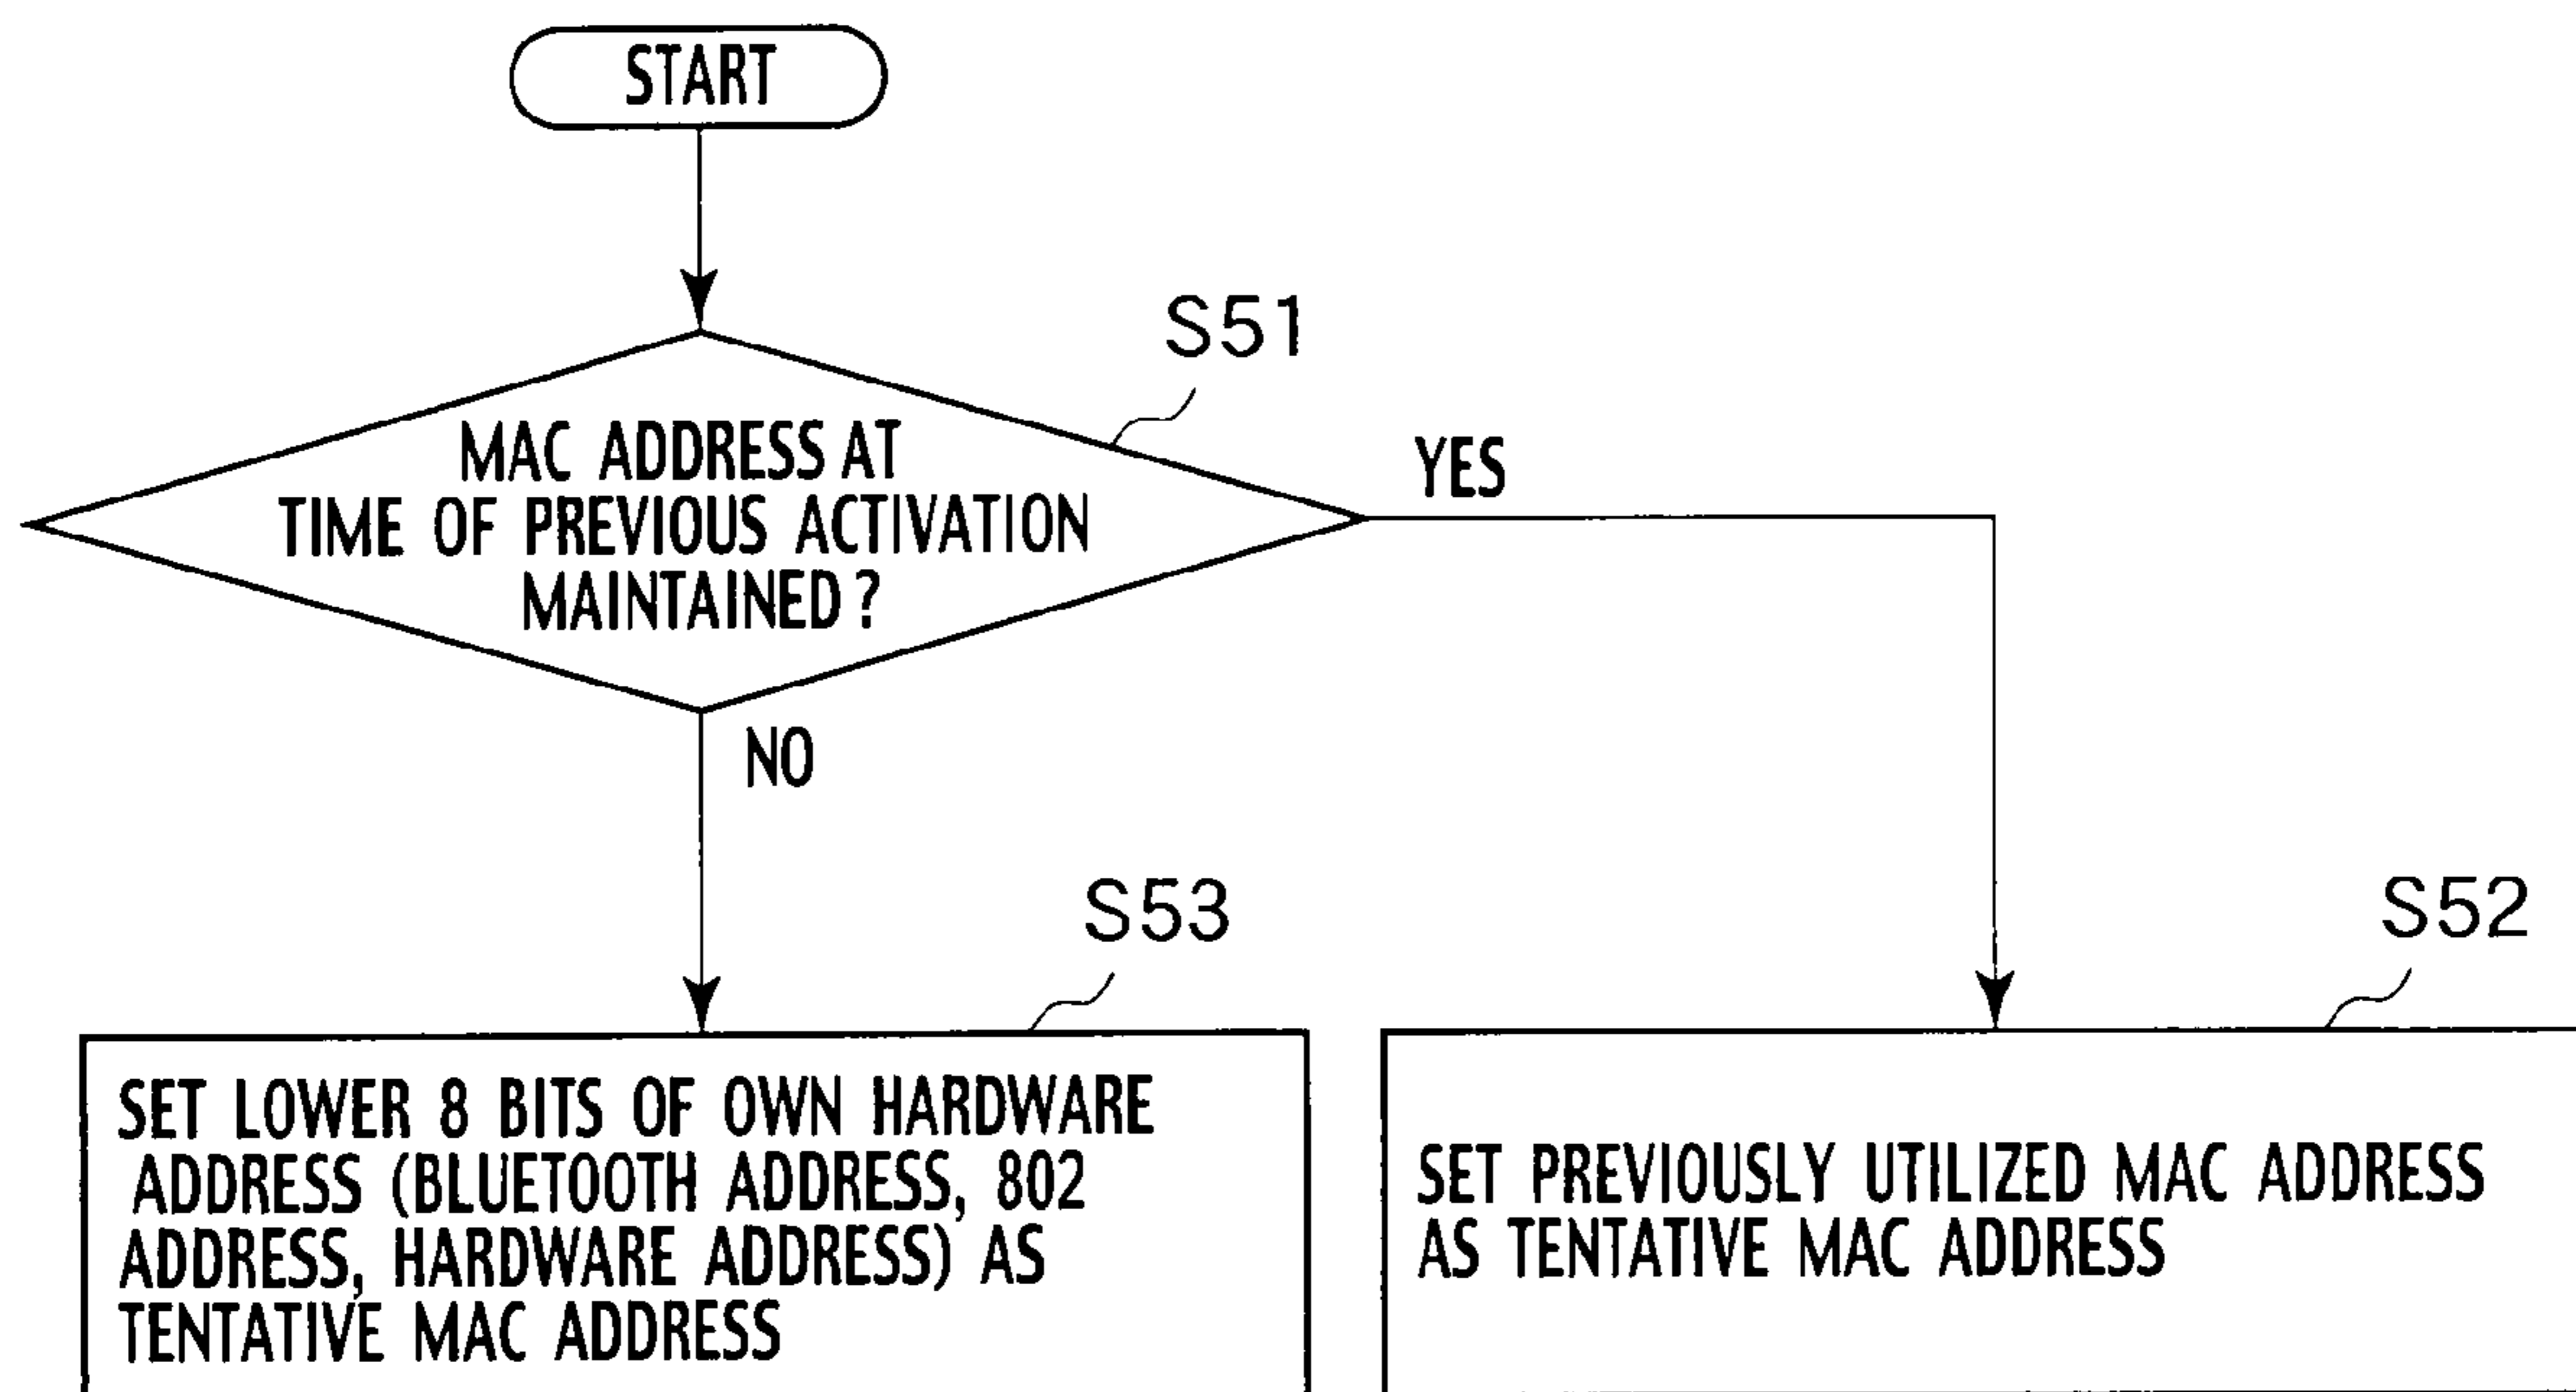 START
S51
MAC ADDRESS AT
TIME OF PREVIOUS ACTIVATION
MAINTAINED?
YES
NO
S53
S52
SET LOWER 8 BITS OF OWN HARDWARE
ADDRESS (BLUETOOTH ADDRESS, 802
ADDRESS, HARDWARE ADDRESS) AS
TENTATIVE MAC ADDRESS
SET PREVIOUSLY UTILIZED MAC ADDRESS
AS TENTATIVE MAC ADDRESS